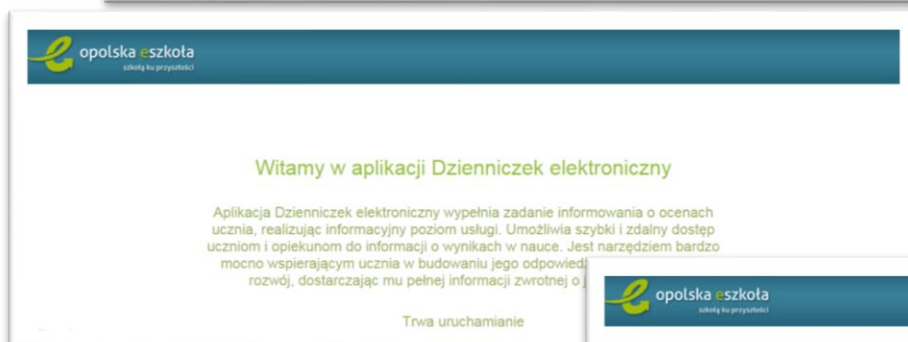 opolska eszkoła
szkołą ku przyszłości
Witamy w aplikacji Dzienniczek elektroniczny
Aplikacja Dzienniczek elektroniczny wypełnia zadanie informowania o ocenach
ucznia, realizując informacyjny poziom usługi. Umożliwia szybki i zdalny dostęp
uczniom i opiekunom do informacji o wynikach w nauce. Jest narzędziem bardzo
mocno wspierającym ucznia w budowaniu jego
rozwój, dostarczając mu pełnej informacji zwrotnej o
Trwa uruchamianie
opolska eszkoła
szkołą ku przyszłości